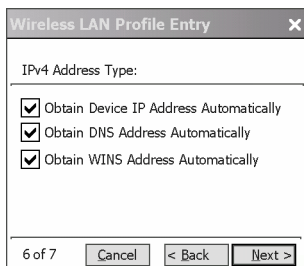 Wireless LAN Profile Entry
IPv4 Address Type:
Obtain Device IP Address Automatically
Obtain DNS Address Automatically
Obtain WINS Address Automatically
6 of 7 Cancel < Back Next >